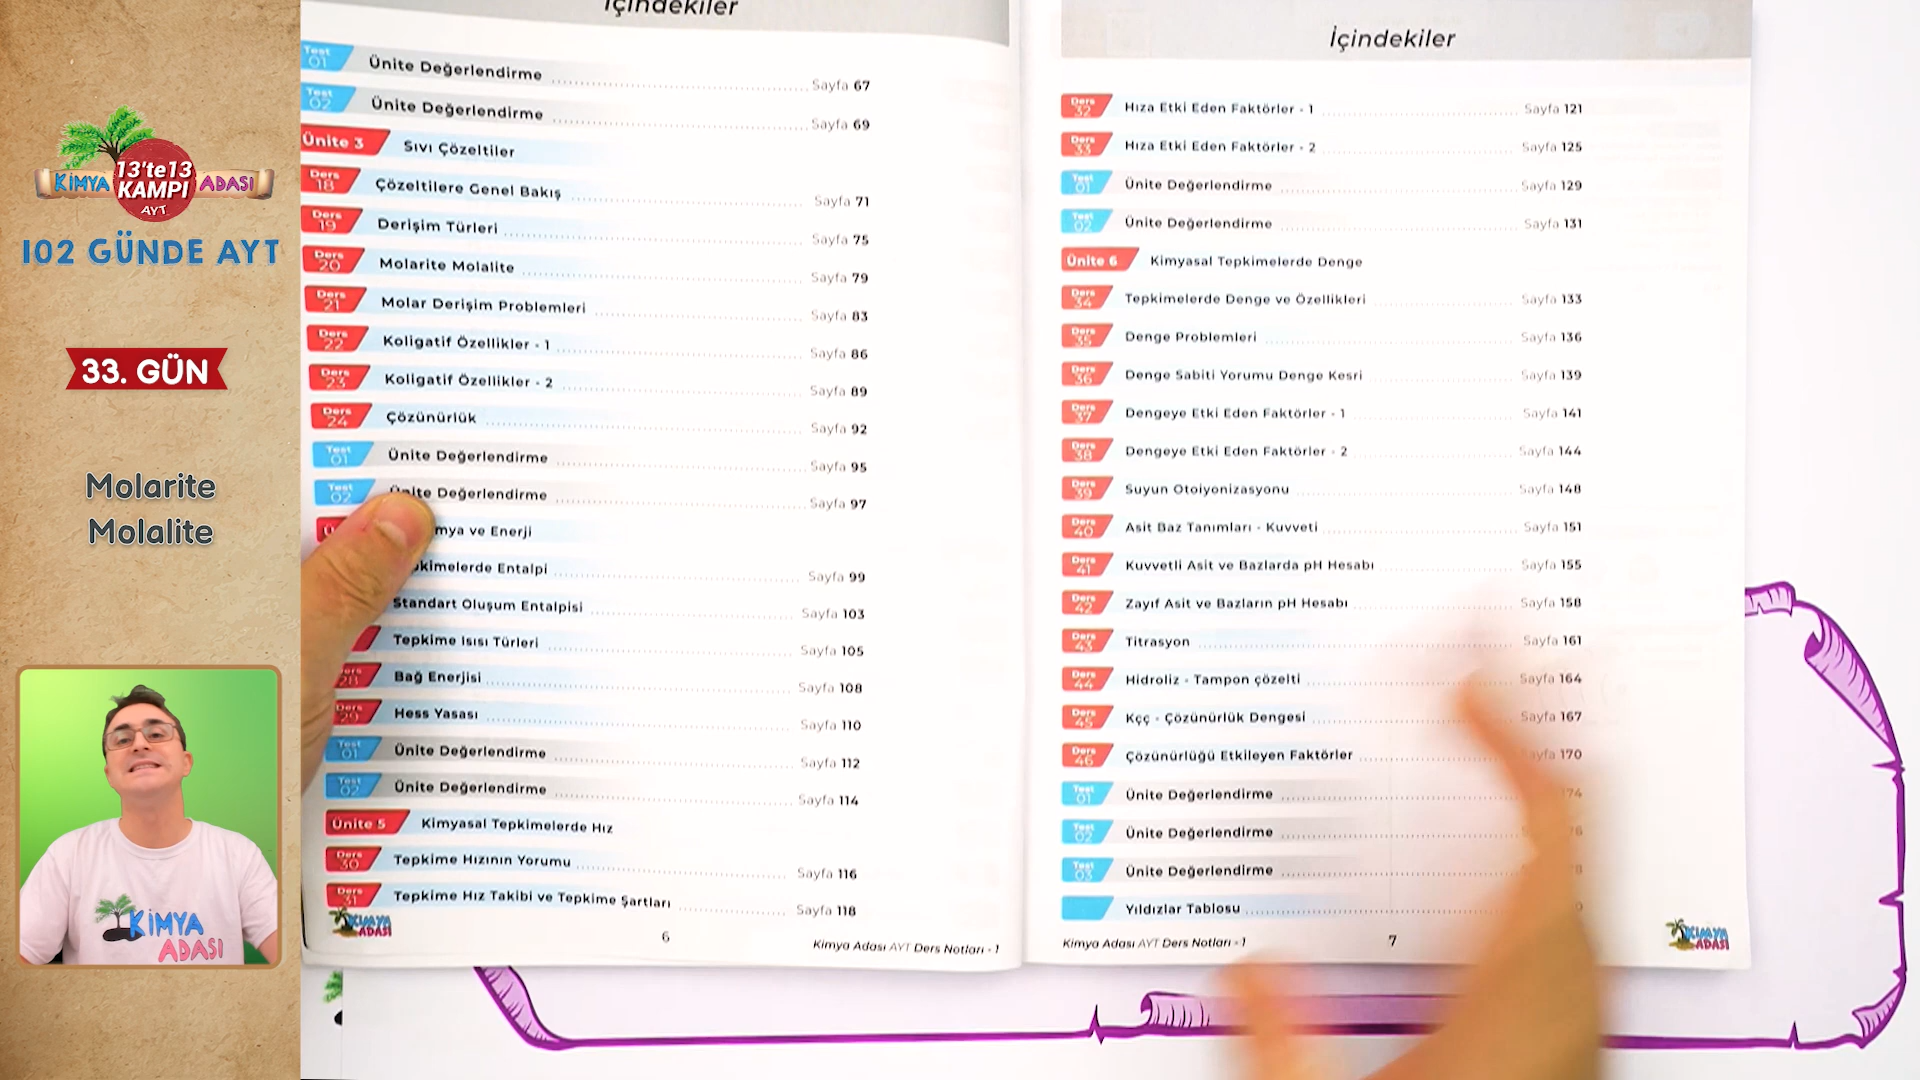 13'te13
KİMYA KAMPI ADASI
AYT
102 GÜNDE AYT
33. GÜN
Molarite
Molalite
KİMYA
ADASI
İçindekiler
Test 01 Ünite Değerlendirme Sayfa 67
Test 02 Ünite Değerlendirme Sayfa 69
Ünite 3 Sıvı Çözeltiler
Ders 18 Çözeltilere Genel Bakış Sayfa 71
Ders 19 Derişim Türleri Sayfa 75
Ders 20 Molarite Molalite Sayfa 79
Ders 21 Molar Derişim Problemleri Sayfa 83
Ders 22 Koligatif Özellikler - 1 Sayfa 86
Ders 23 Koligatif Özellikler - 2 Sayfa 89
Ders 24 Çözünürlük Sayfa 92
Test 01 Ünite Değerlendirme Sayfa 95
Test 02 Ünite Değerlendirme Sayfa 97
ve Enerji
Entalpi Sayfa 99
Standart Oluşum Entalpisi Sayfa 103
Tepkime Isısı Türleri Sayfa 105
28 Bağ Enerjisi Sayfa 108
Ders 29 Hess Yasası Sayfa 110
Test 01 Ünite Değerlendirme Sayfa 112
Test 02 Ünite Değerlendirme Sayfa 114
Ünite 5 Kimyasal Tepkimelerde Hız
Ders 30 Tepkime Hızının Yorumu Sayfa 116
Ders 31 Tepkime Hız Takibi ve Tepkime Şartları Sayfa 118
KİMYA ADASI
6
Kimya Adası AYT Ders Notları - 1
İçindekiler
Ders 32 Hıza Etki Eden Faktörler - 1 Sayfa 121
Ders 33 Hıza Etki Eden Faktörler - 2 Sayfa 125
Test 01 Ünite Değerlendirme Sayfa 129
Test 02 Ünite Değerlendirme Sayfa 131
Ünite 6 Kimyasal Tepkimelerde Denge
Ders 34 Tepkimelerde Denge ve Özellikleri Sayfa 133
Ders 35 Denge Problemleri Sayfa 136
Ders 36 Denge Sabiti Yorumu Denge Kesri Sayfa 139
Ders 37 Dengeye Etki Eden Faktörler - 1 Sayfa 141
Ders 38 Dengeye Etki Eden Faktörler - 2 Sayfa 144
Ders 39 Suyun Otoiyonizasyonu Sayfa 148
Ders 40 Asit Baz Tanımları - Kuvveti Sayfa 151
Ders 41 Kuvvetli Asit ve Bazlarda pH Hesabı Sayfa 155
Ders 42 Zayıf Asit ve Bazların pH Hesabı Sayfa 158
Ders 43 Titrasyon Sayfa 161
Ders 44 Hidroliz - Tampon çözelti Sayfa 164
Ders 45 Kçç - Çözünürlük Dengesi Sayfa 167
Ders 46 Çözünürlüğü Etkileyen Faktörler Sayfa 170
Test 01 Ünite Değerlendirme
Test 02 Ünite Değerlendirme
Test 03 Ünite Değerlendirme
Yıldızlar Tablosu
Kimya Adası AYT Ders Notları - 1
7
KİMYA ADASI